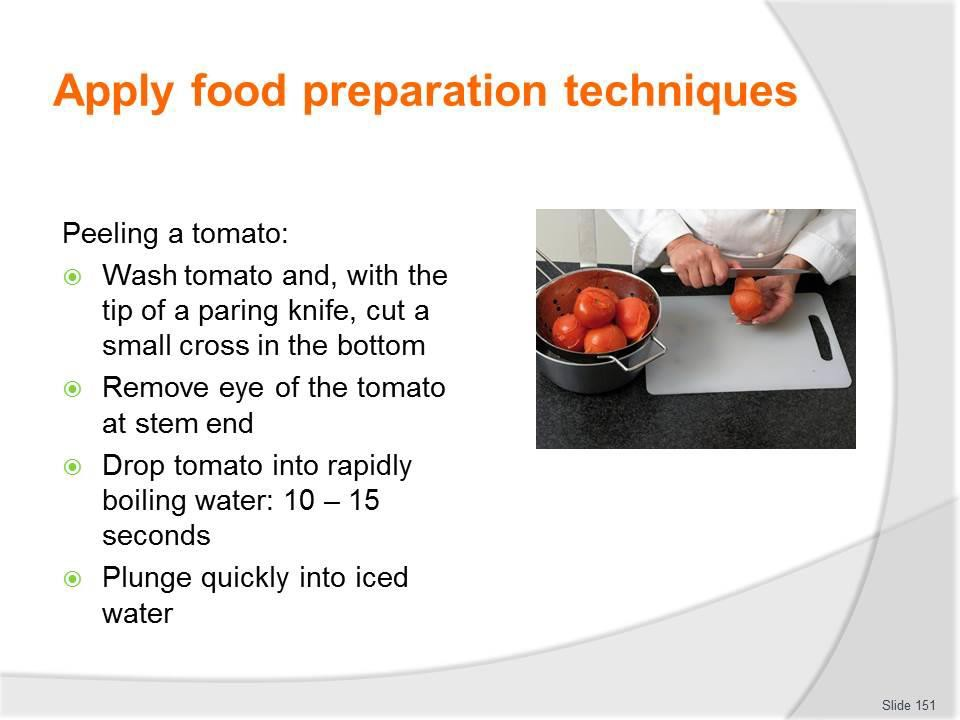 Apply food preparation techniques
Peeling a tomato:
Wash tomato and, with the
tip of a paring knife, cut a
small cross in the bottom
Remove eye of the tomato
at stem end
Drop tomato into rapidly
boiling water: 10 – 15
seconds
Plunge quickly into iced
water
Slide 151